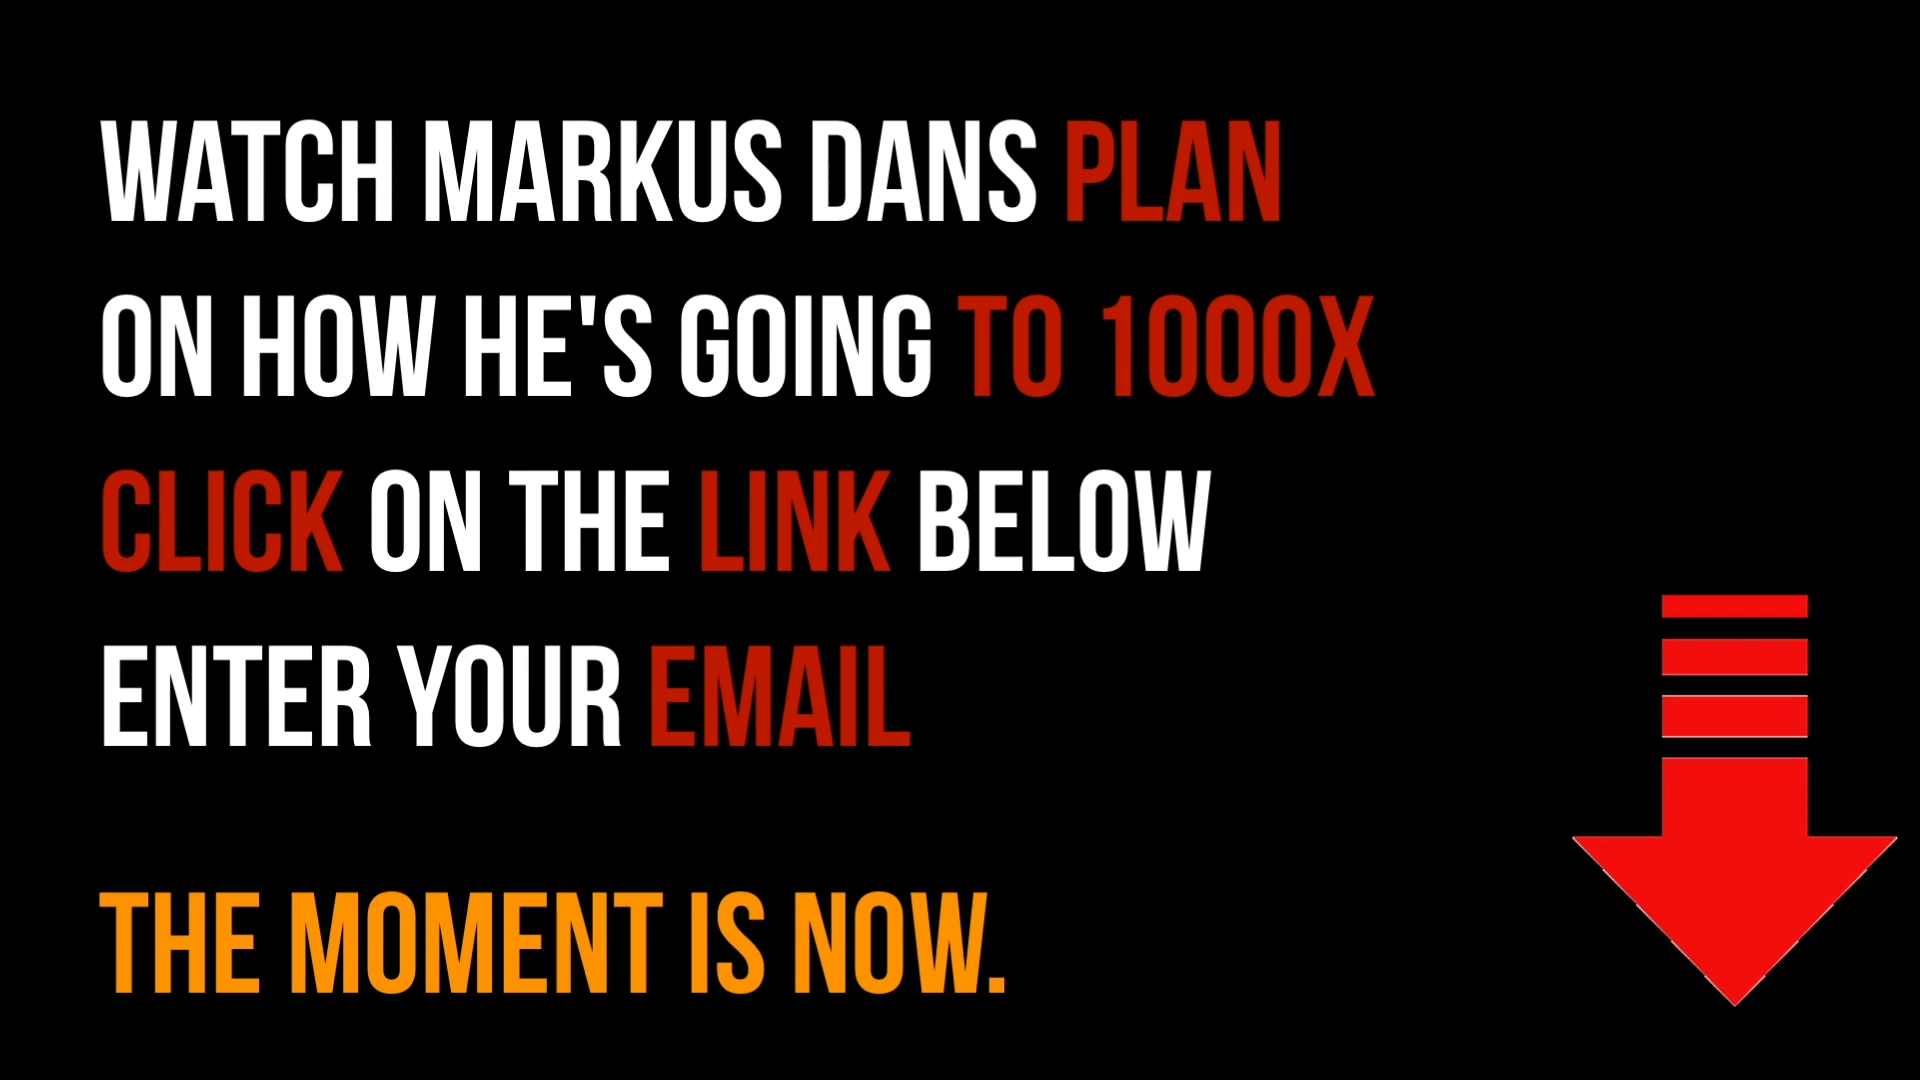 WATCH MARKUS DANS PLAN
ON HOW HE'S GOING TO 1000X
CLICK ON THE LINK BELOW
ENTER YOUR EMAIL
THE MOMENT IS NOW.